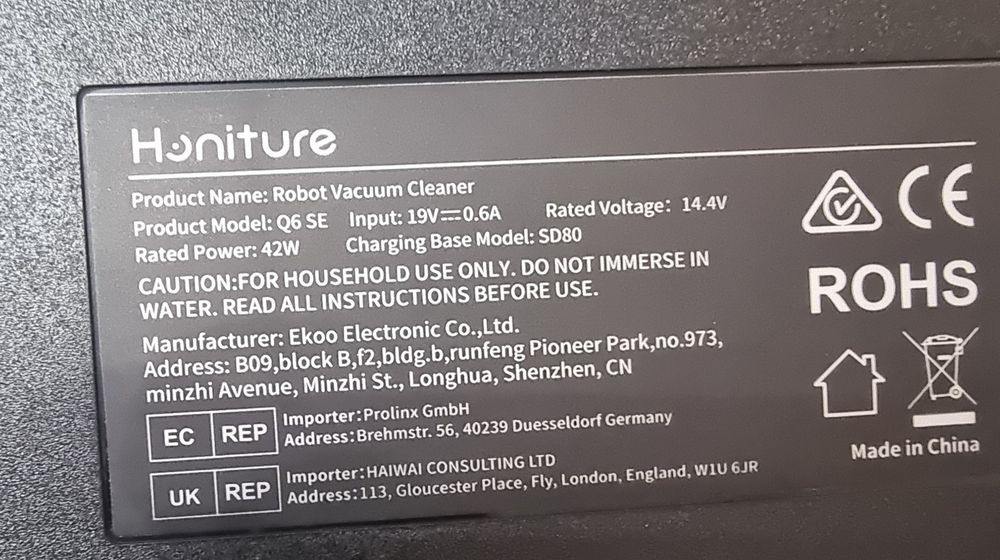 Honiture
Product Name: Robot Vacuum Cleaner
Product Model: Q6 SE Input: 19V⎓0.6A Rated Voltage: 14.4V
Rated Power: 42W Charging Base Model: SD80
CAUTION:FOR HOUSEHOLD USE ONLY. DO NOT IMMERSE IN
WATER. READ ALL INSTRUCTIONS BEFORE USE.
Manufacturer: Ekoo Electronic Co.,Ltd.
Address: B09,block B,f2,bldg.b,runfeng Pioneer Park,no.973,
minzhi Avenue, Minzhi St., Longhua, Shenzhen, CN
EC REP
Importer:Prolinx GmbH
Address:Brehmstr. 56, 40239 Duesseldorf Germany
UK REP
Importer:HAIWAI CONSULTING LTD
Address:113, Gloucester Place, Fly, London, England, W1U 6JR
CE
ROHS
Made in China